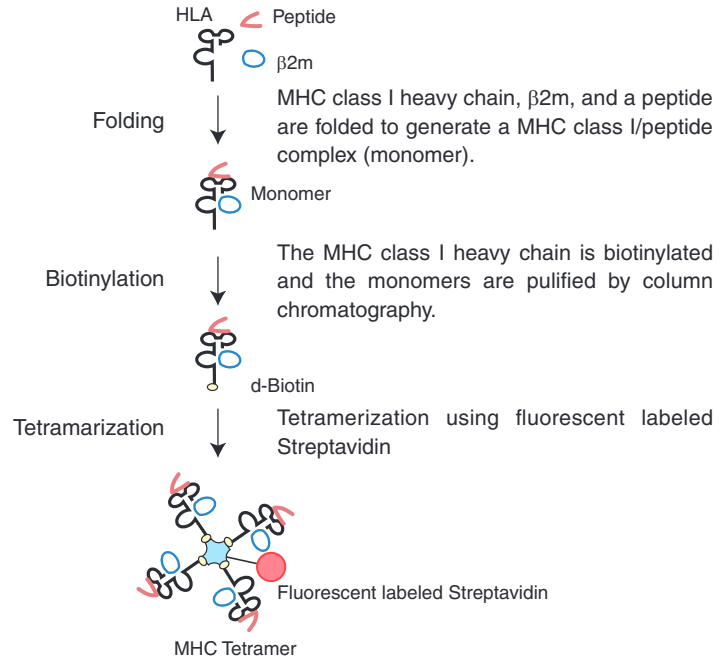 HLA
Peptide
β2m
Folding
MHC class I heavy chain, β2m, and a peptide
are folded to generate a MHC class I/peptide
complex (monomer).
Monomer
Biotinylation
The MHC class I heavy chain is biotinylated
and the monomers are pulified by column
chromatography.
d-Biotin
Tetramarization
Tetramerization using fluorescent labeled
Streptavidin
Fluorescent labeled Streptavidin
MHC Tetramer